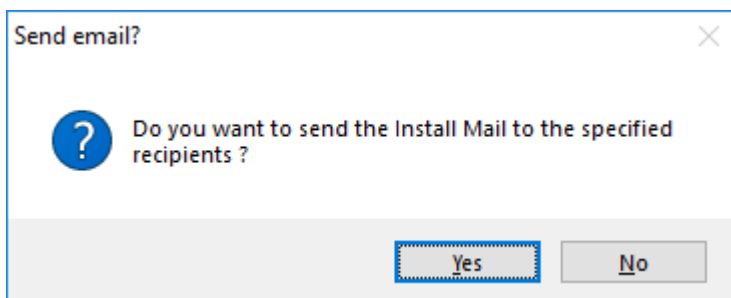 Send email?
Do you want to send the Install Mail to the specified
recipients ?
Yes
No